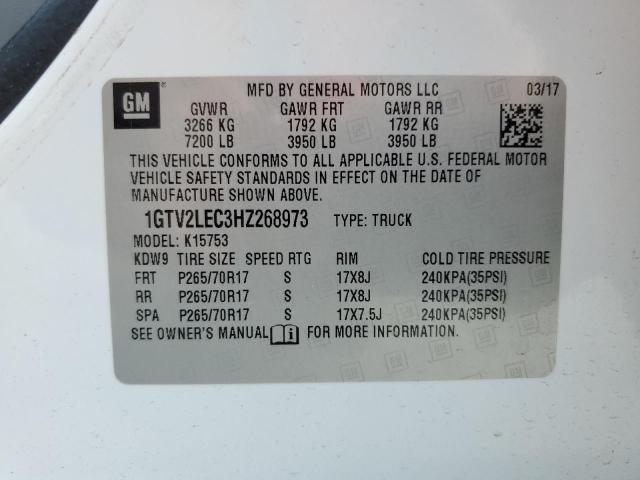 GM
MFD BY GENERAL MOTORS LLC 03/17
GVWR GAWR FRT GAWR RR
3266 KG 1792 KG 1792 KG
7200 LB 3950 LB 3950 LB
THIS VEHICLE CONFORMS TO ALL APPLICABLE U.S. FEDERAL MOTOR
VEHICLE SAFETY STANDARDS IN EFFECT ON THE DATE OF
MANUFACTURE SHOWN ABOVE.
1GTV2LEC3HZ268973 TYPE: TRUCK
MODEL: K15753
KDW9 TIRE SIZE SPEED RTG RIM COLD TIRE PRESSURE
FRT P265/70R17 S 17X8J 240KPA(35PSI)
RR P265/70R17 S 17X8J 240KPA(35PSI)
SPA P265/70R17 S 17X7.5J 240KPA(35PSI)
SEE OWNER'S MANUAL FOR MORE INFORMATION.